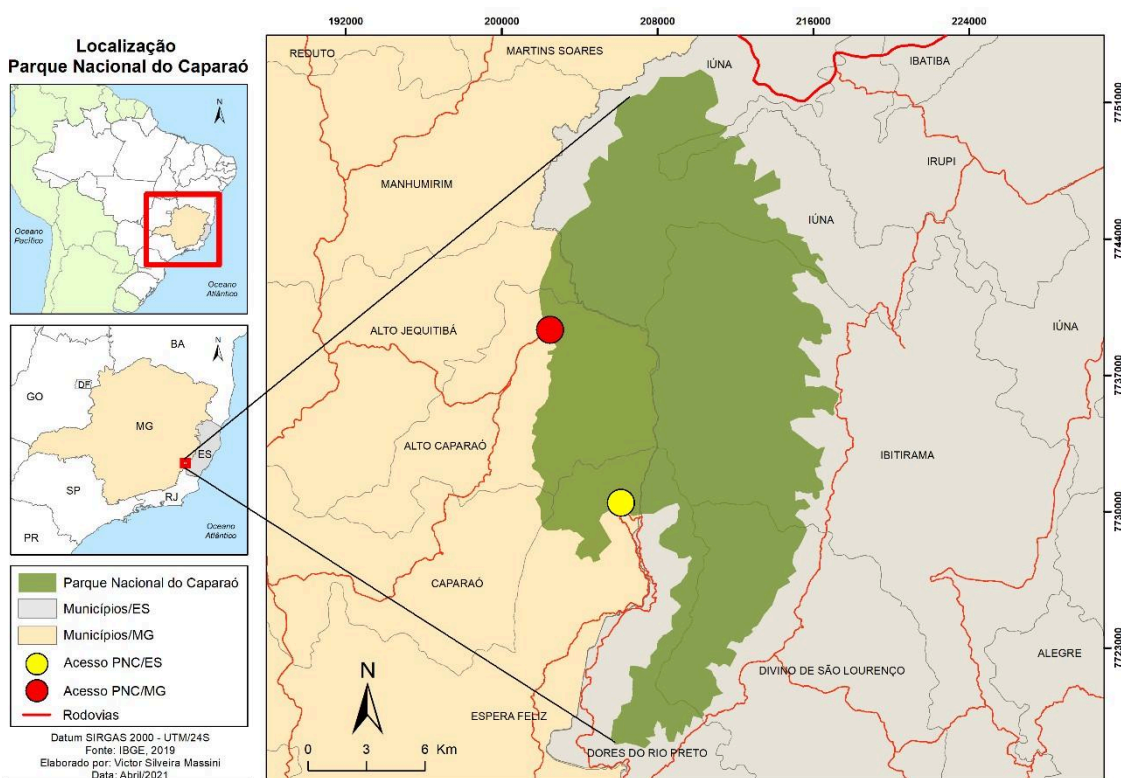 Localização
Parque Nacional do Caparaó
N
Oceano
Pacífico
Oceano
Atlântico
BA
N
GO
DF
MG
ES
SP
RJ
PR
Oceano
Atlântico
Parque Nacional do Caparaó
Municípios/ES
Municípios/MG
Acesso PNC/ES
Acesso PNC/MG
Rodovias
Datum SIRGAS 2000 - UTM/24S
Fonte: IBGE, 2019
Elaborado por: Victor Silveira Massini
Data: Abril/2021
192000
200000
208000
216000
224000
REDUTO
MARTINS SOARES
IÚNA
IBATIBA
7751000
IRUPI
MANHUMIRIM
IÚNA
7744000
ALTO JEQUITIBÁ
IÚNA
7737000
ALTO CAPARAÓ
IBITIRAMA
7730000
CAPARAÓ
7723000
ALEGRE
DIVINO DE SÃO LOURENÇO
N
ESPERA FELIZ
0 3 6 Km
DORES DO RIO PRETO